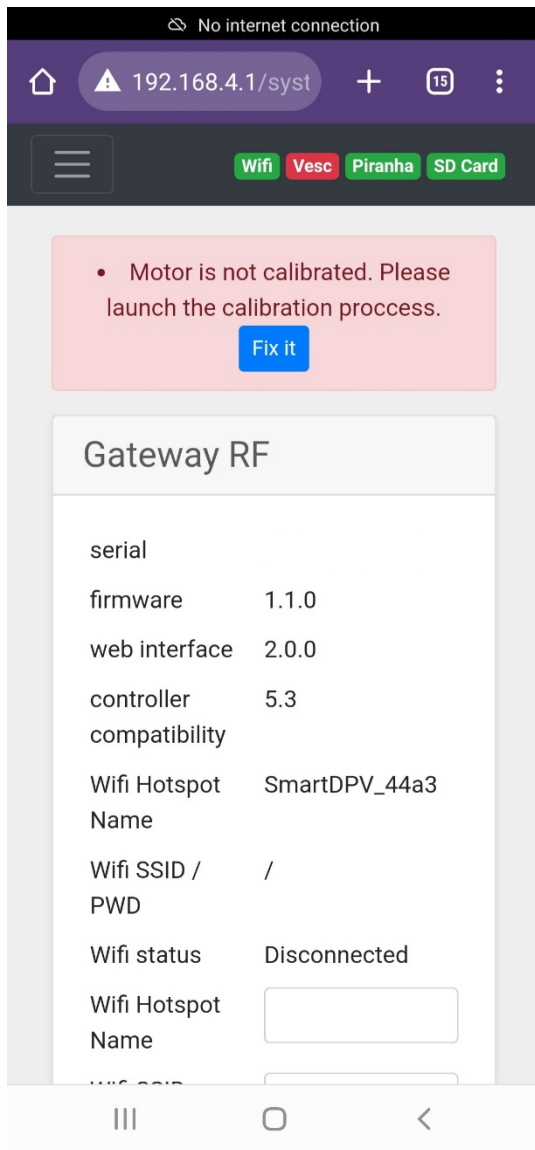 No internet connection
192.168.4.1/syst
15
Wifi Vesc Piranha SD Card
Motor is not calibrated. Please
launch the calibration proccess.
Fix it
Gateway RF
serial
firmware 1.1.0
web interface 2.0.0
controller 5.3
compatibility
Wifi Hotspot SmartDPV_44a3
Name
Wifi SSID / /
PWD
Wifi status Disconnected
Wifi Hotspot
Name